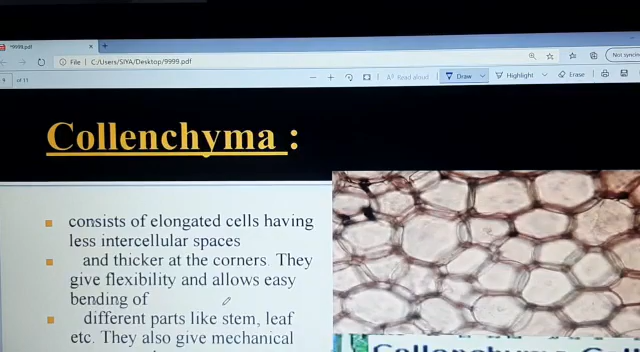 9999.pdf
File | C:/Users/SIYA/Desktop/9999.pdf
Not syncin
9 of 11
Read aloud
Draw
Highlight
Erase
Collenchyma :
consists of elongated cells having
less intercellular spaces
and thicker at the corners. They
give flexibility and allows easy
bending of
different parts like stem, leaf
etc. They also give mechanical